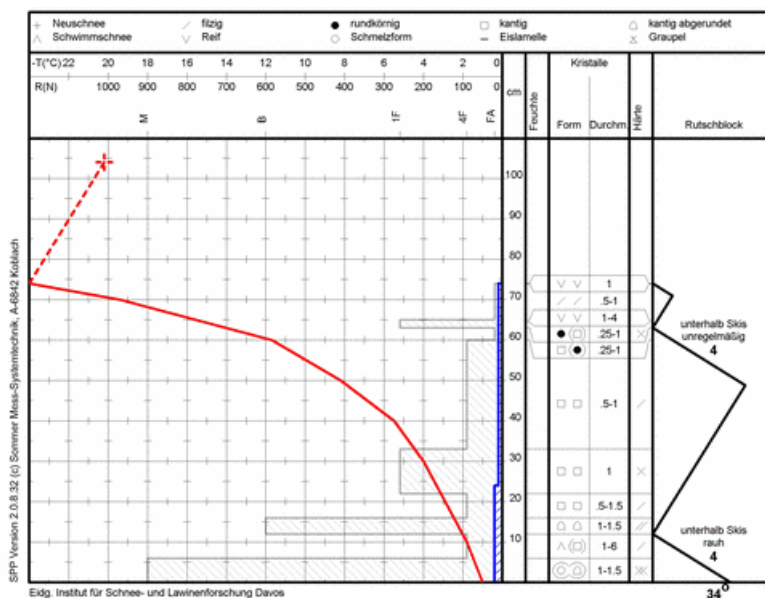 Neuschnee filzig rundkörnig kantig kantig abgerundet
Schwimmschnee Reif Schmelzform Eislamelle Graupel
-T(°C) 22 20 18 16 14 12 10 8 6 4 2 0
R(N) 1000 900 800 700 600 500 400 300 200 100 0
cm
Feuchte
Kristalle
Form Durchm.
Härte
Rutschblock
M B 1F 4F FA
100
90
80
70
60
50
40
30
20
10
1
.5-1
1-4
.25-1
.25-1
.5-1
1
.5-1.5
1-1.5
1-6
1-1.5
unterhalb Skis
unregelmäßig
4
unterhalb Skis
rauh
4
34°
SPP Version 2.0.8.32 (c) Sommer Mess-Systemtechnik, A-6842 Koblach
Eidg. Institut für Schnee- und Lawinenforschung Davos